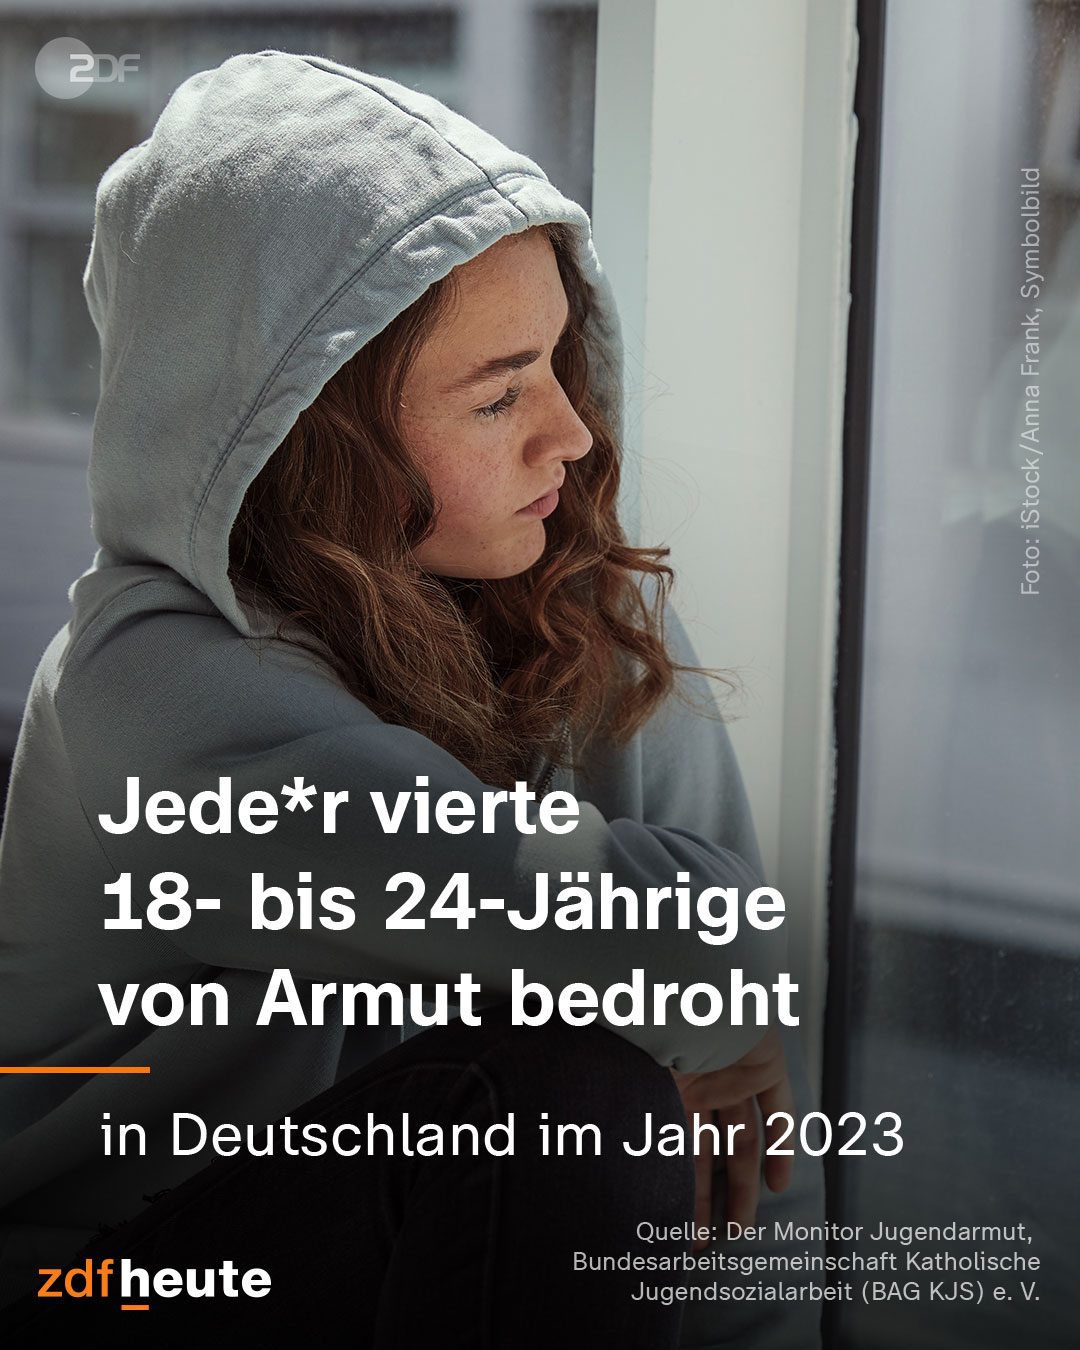 ZDF
Foto: iStock/Anna Frank, Symbolbild
Jede*r vierte
18- bis 24-Jährige
von Armut bedroht
in Deutschland im Jahr 2023
Quelle: Der Monitor Jugendarmut,
Bundesarbeitsgemeinschaft Katholische
Jugendsozialarbeit (BAG KJS) e. V.
zdfheute